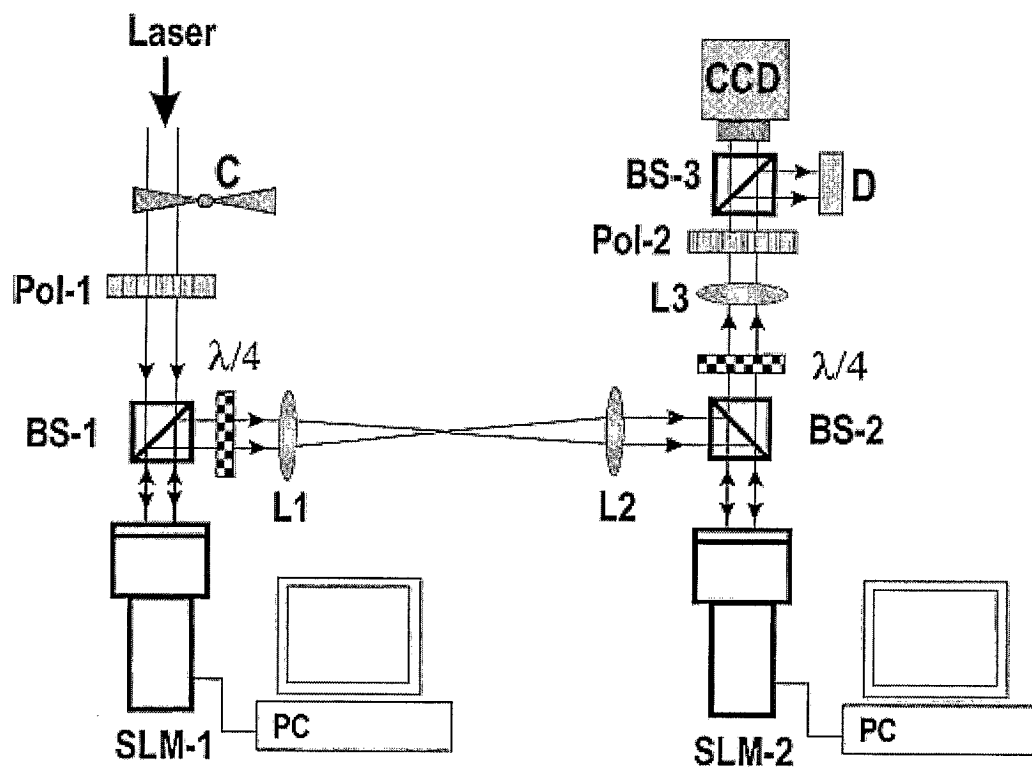 Laser
CCD
C
BS-3
D
Pol-2
Pol-1
L3
λ/4
λ/4
BS-1
BS-2
L1
L2
PC
PC
SLM-1
SLM-2